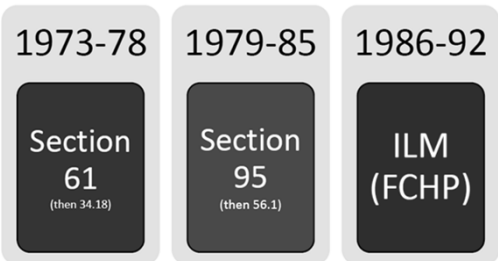 1973-78
Section
61
(then 34.18)
1979-85
Section
95
(then 56.1)
1986-92
ILM
(FCHP)